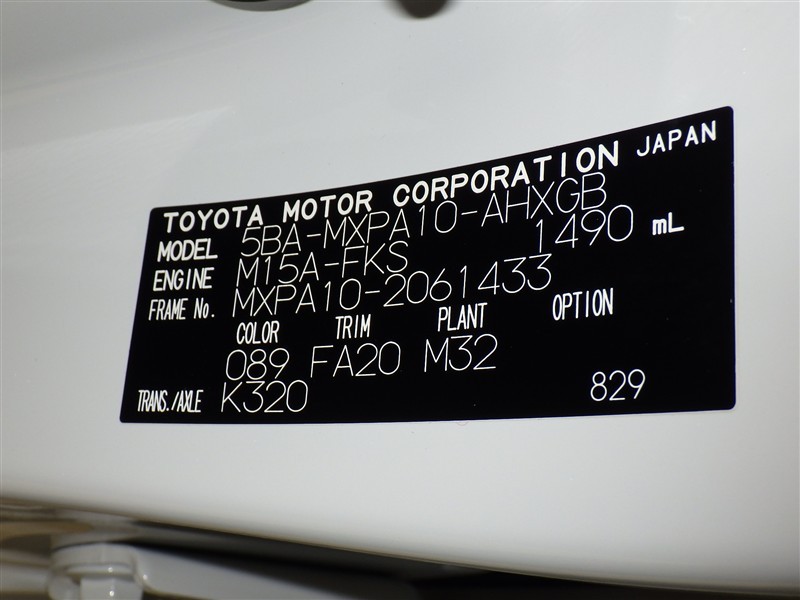 TOYOTA MOTOR CORPORATION JAPAN
MODEL 5BA-MXPA10-AHXGB
ENGINE M15A-FKS 1490 mL
FRAME No. MXPA10-2061433
COLOR TRIM PLANT OPTION
089 FA20 M32
TRANS./AXLE K320 829